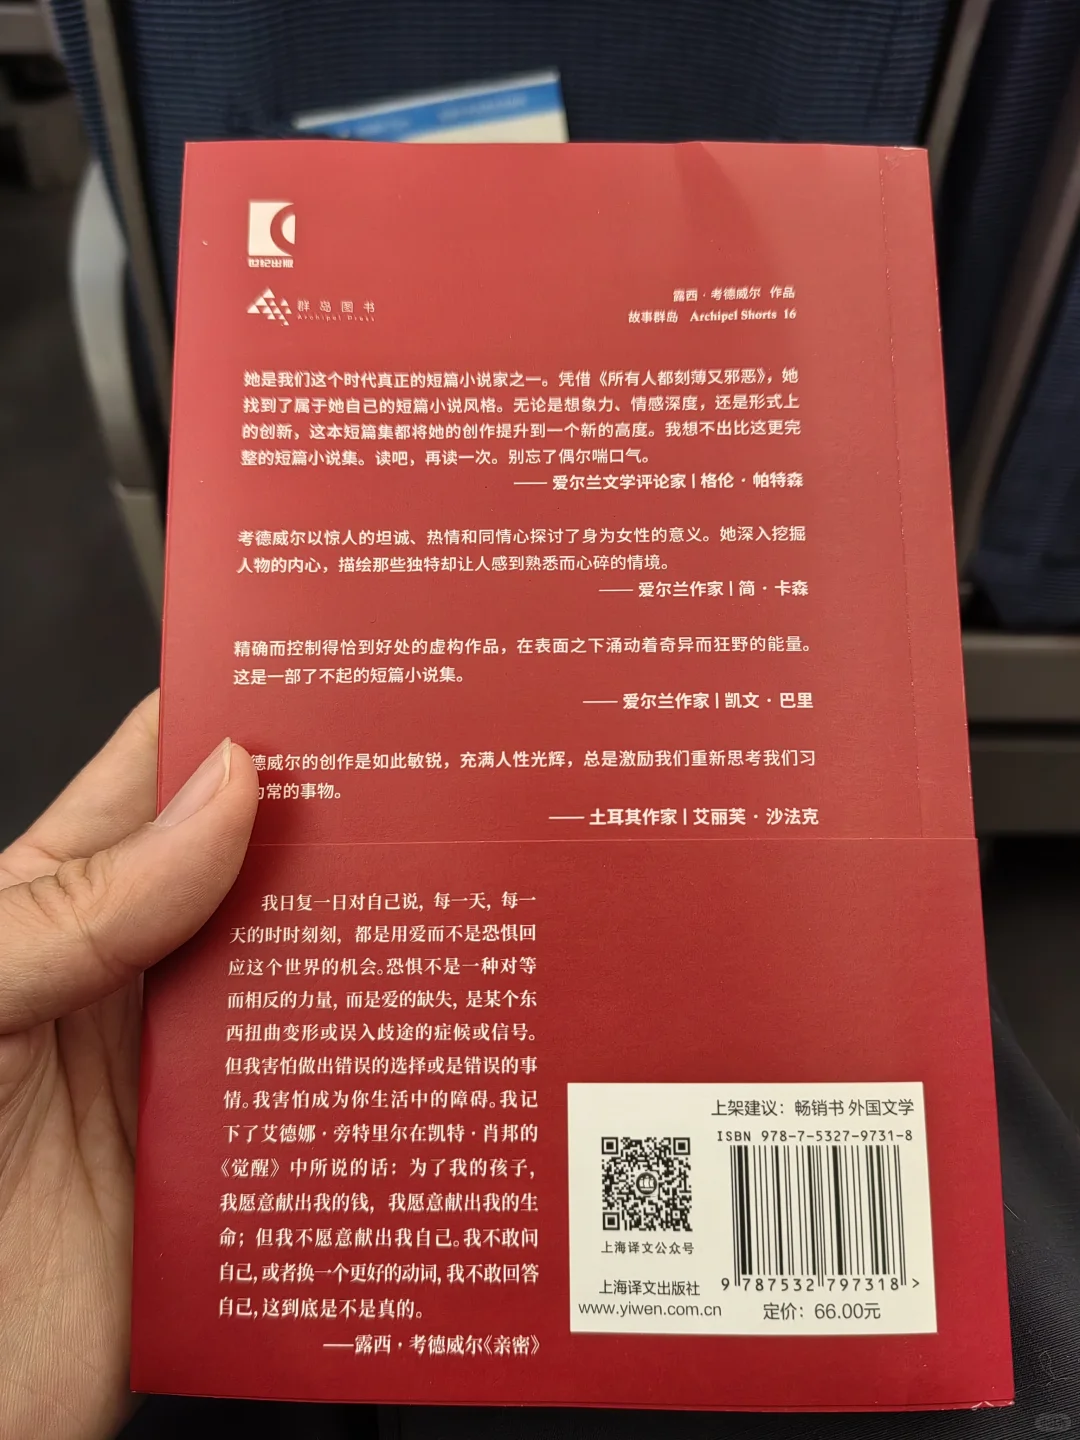 世纪出版
群岛图书
Archipel Press
露西·考德威尔 作品
故事群岛 Archipel Shorts 16
她是我们这个时代真正的短篇小说家之一。凭借《所有人都刻薄又邪恶》，她
找到了属于她自己的短篇小说风格。无论是想象力、情感深度，还是形式上
的创新，这本短篇集都将她的创作提升到一个新的高度。我想不出比这更完
整的短篇小说集。读吧，再读一次。别忘了偶尔喘口气。
—— 爱尔兰文学评论家 | 格伦·帕特森
考德威尔以惊人的坦诚、热情和同情心探讨了身为女性的意义。她深入挖掘
人物的内心，描绘那些独特却让人感到熟悉而心碎的情境。
—— 爱尔兰作家 | 简·卡森
精确而控制得恰到好处的虚构作品，在表面之下涌动着奇异而狂野的能量。
这是一部了不起的短篇小说集。
—— 爱尔兰作家 | 凯文·巴里
德威尔的创作是如此敏锐，充满人性光辉，总是激励我们重新思考我们习
为常的事物。
—— 土耳其作家 | 艾丽芙·沙法克
我日复一日对自己说，每一天，每一
天的时时刻刻，都是用爱而不是恐惧回
应这个世界的机会。恐惧不是一种对等
而相反的力量，而是爱的缺失，是某个东
西扭曲变形或误入歧途的症候或信号。
但我害怕做出错误的选择或是错误的事
情。我害怕成为你生活中的障碍。我记
下了艾德娜·旁特里尔在凯特·肖邦的
《觉醒》中所说的话：为了我的孩子，
我愿意献出我的钱，我愿意献出我的生
命；但我不愿意献出我自己。我不敢问
自己，或者换一个更好的动词，我不敢回答
自己，这到底是不是真的。
——露西·考德威尔《亲密》
上架建议：畅销书 外国文学
ISBN 978-7-5327-9731-8
上海译文公众号
上海译文出版社
www.yiwen.com.cn
9 787532 797318 >
定价：66.00元